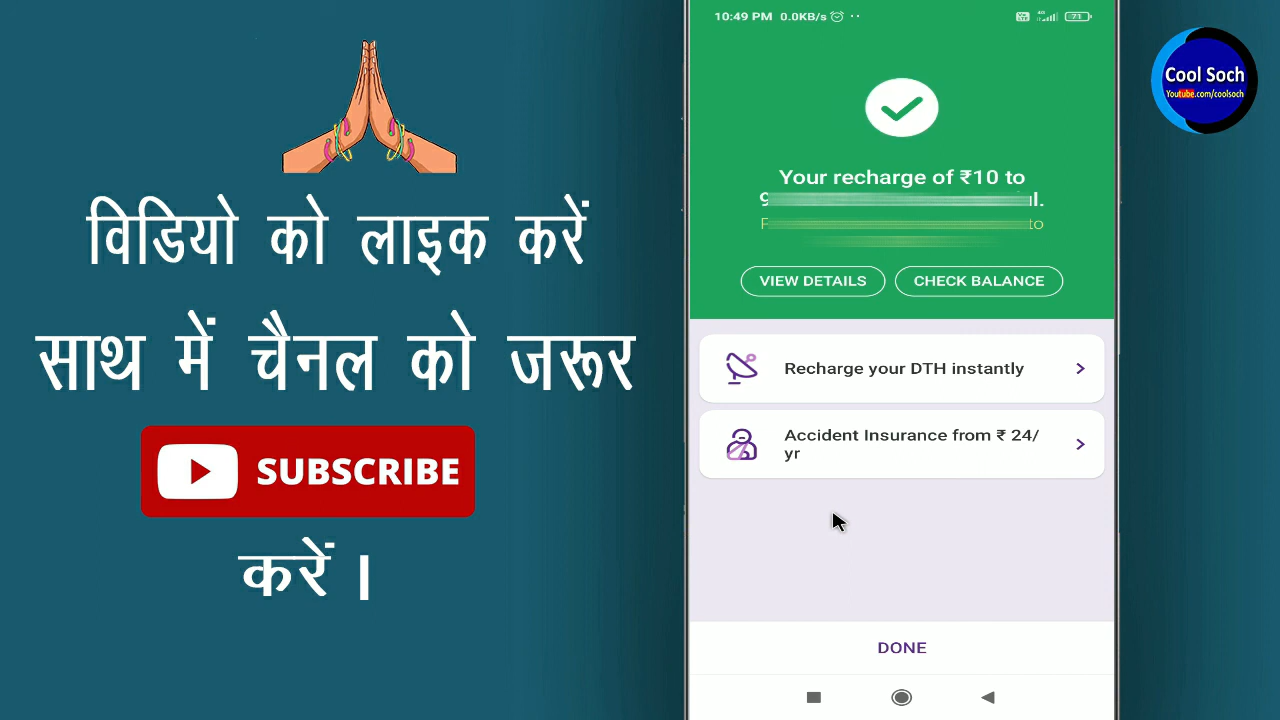 विडियो को लाइक करें
साथ में चैनल को जरूर
SUBSCRIBE
करें ।
10:49 PM 0.0KB/s
71
Your recharge of ₹10 to
VIEW DETAILS
CHECK BALANCE
Recharge your DTH instantly
Accident Insurance from ₹ 24/
yr
DONE
Cool Soch
Youtube.com/coolsoch